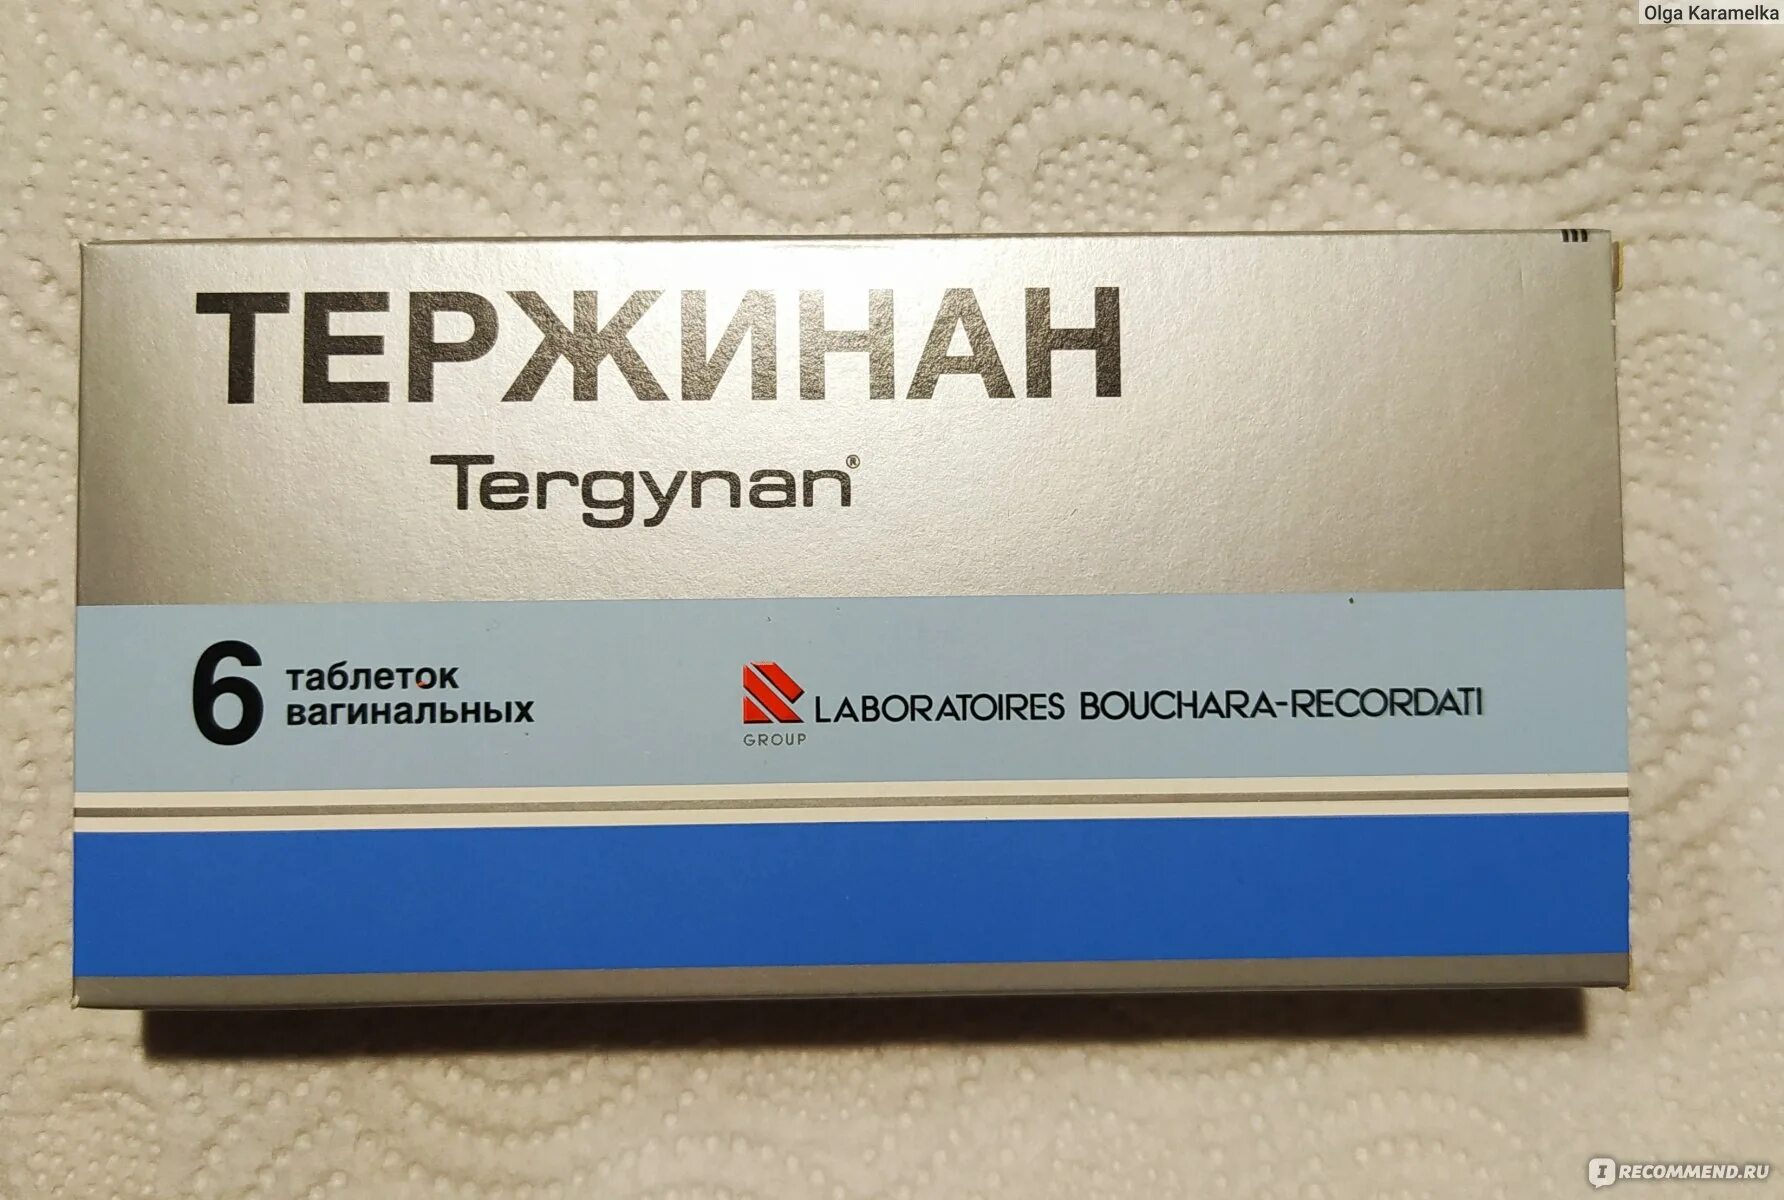 Olga Karamelka
ТЕРЖИНАН
Tergynan®
6 таблеток
вагинальных
LABORATOIRES BOUCHARA-RECORDATI
GROUP
I RECOMMEND.RU